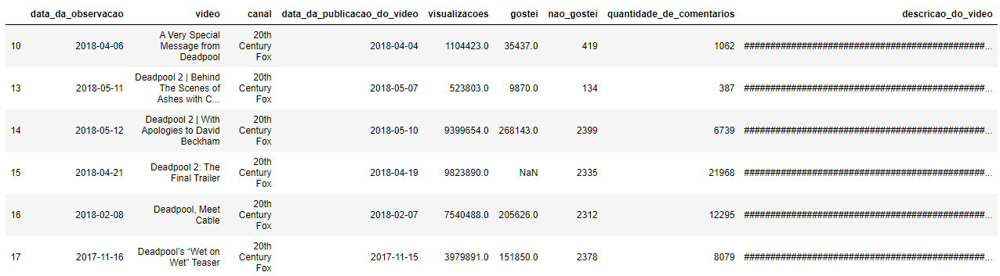 data_da_observacao video canal data_da_publicacao_do_video visualizacoes gostei nao_gostei quantidade_de_comentarios descricao_do_video
10 2018-04-06 A Very Special Message from Deadpool 20th Century Fox 2018-04-04 1104423.0 35437.0 419 1062 ##############################################...
13 2018-05-11 Deadpool 2 | Behind The Scenes of Ashes with C... 20th Century Fox 2018-05-07 523803.0 9870.0 134 387 ##############################################...
14 2018-05-12 Deadpool 2 | With Apologies to David Beckham 20th Century Fox 2018-05-10 9399654.0 268143.0 2399 6739 ##############################################...
15 2018-04-21 Deadpool 2: The Final Trailer 20th Century Fox 2018-04-19 9823890.0 NaN 2335 21968 ##############################################...
16 2018-02-08 Deadpool, Meet Cable 20th Century Fox 2018-02-07 7540488.0 205626.0 2312 12295 ##############################################...
17 2017-11-16 Deadpool’s “Wet on Wet” Teaser 20th Century Fox 2017-11-15 3979891.0 151850.0 2378 8079 ##############################################...